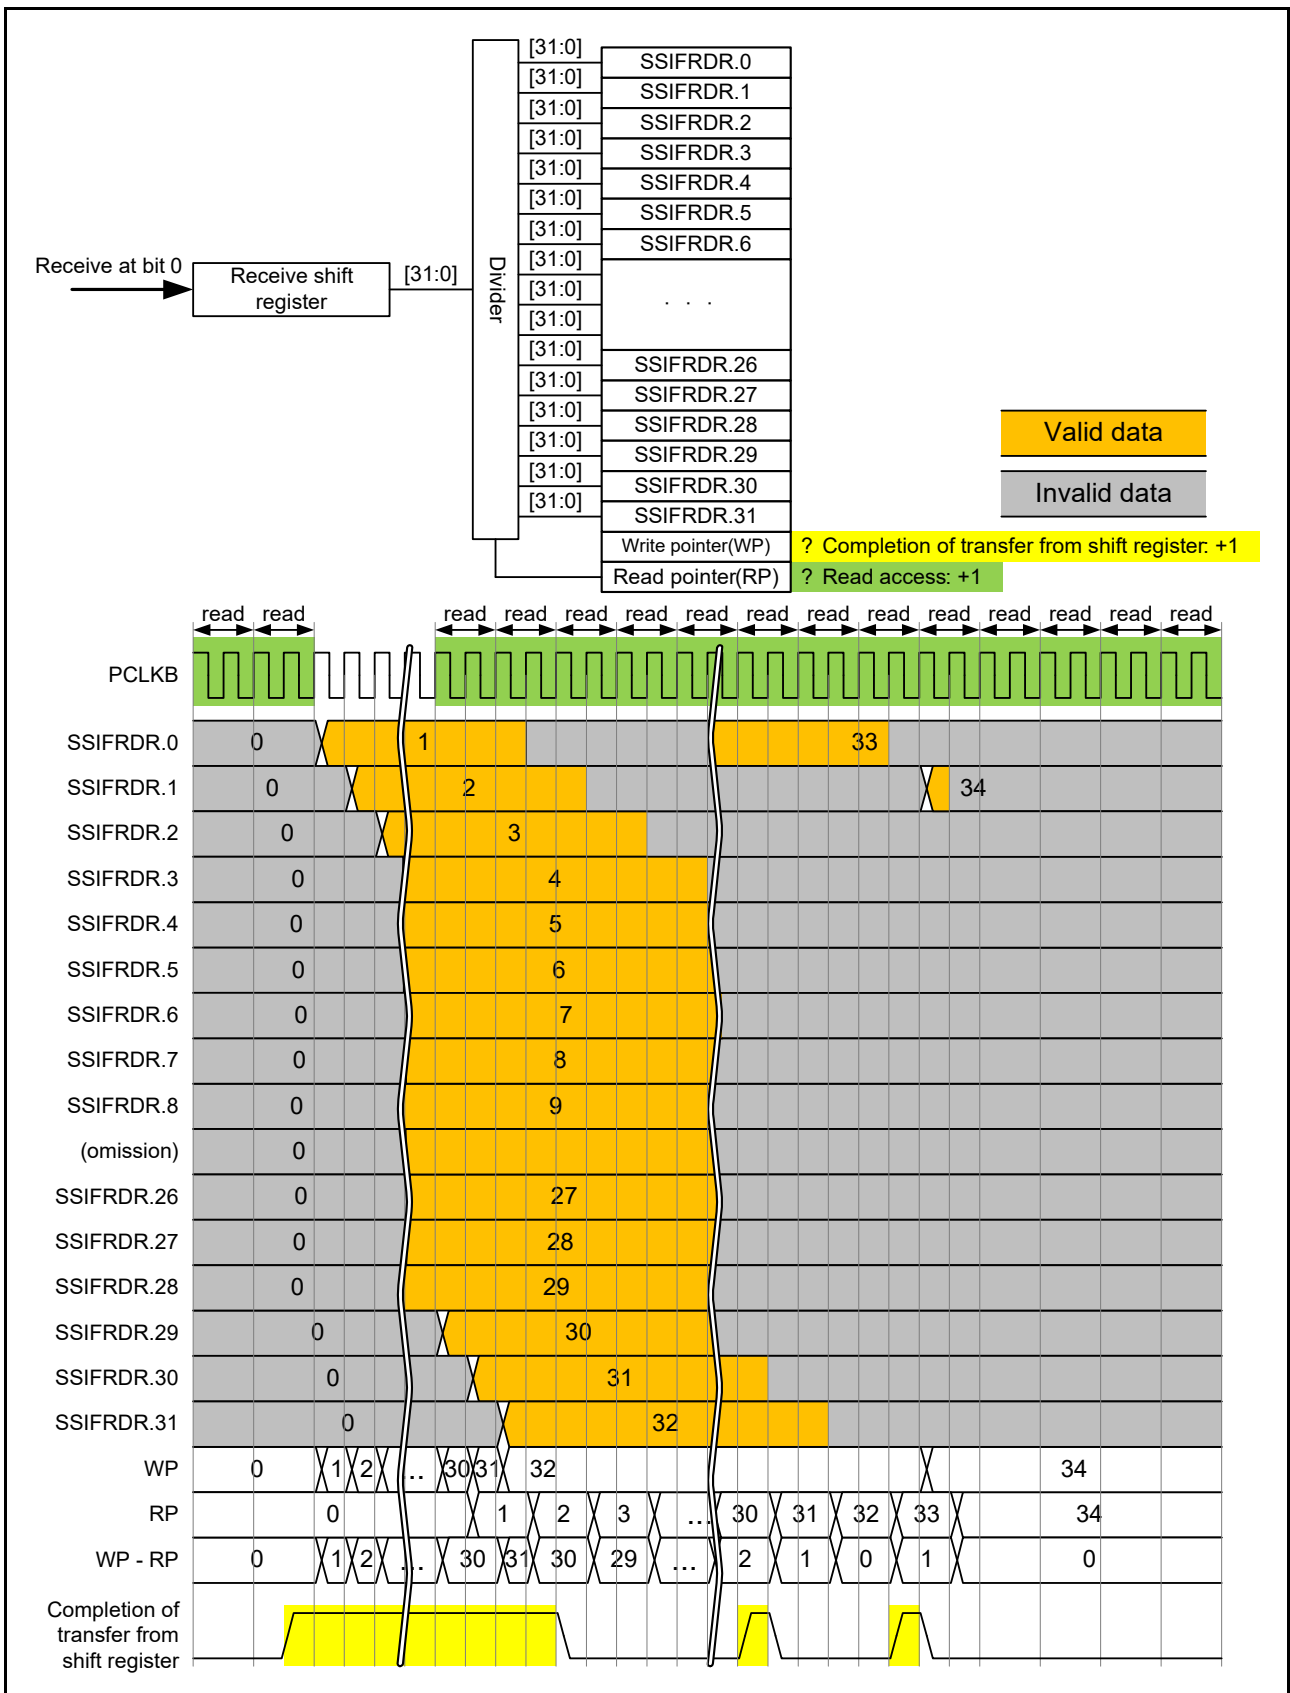 [31:0]
SSIFRDR.0
[31:0]
SSIFRDR.1
[31:0]
SSIFRDR.2
[31:0]
SSIFRDR.3
[31:0]
SSIFRDR.4
[31:0]
SSIFRDR.5
[31:0]
SSIFRDR.6
[31:0]
[31:0]
. . .
[31:0]
[31:0]
SSIFRDR.26
[31:0]
SSIFRDR.27
[31:0]
SSIFRDR.28
[31:0]
SSIFRDR.29
[31:0]
SSIFRDR.30
[31:0]
SSIFRDR.31
Receive at bit 0
Receive shift
register
[31:0]
Divider
Valid data
Invalid data
Write pointer(WP) ? Completion of transfer from shift register: +1
Read pointer(RP) ? Read access: +1
read read read read read read read read read read read read read read read
PCLKB
SSIFRDR.0 0 1 33
SSIFRDR.1 0 2 34
SSIFRDR.2 0 3
SSIFRDR.3 0 4
SSIFRDR.4 0 5
SSIFRDR.5 0 6
SSIFRDR.6 0 7
SSIFRDR.7 0 8
SSIFRDR.8 0 9
(omission) 0
SSIFRDR.26 0 27
SSIFRDR.27 0 28
SSIFRDR.28 0 29
SSIFRDR.29 0 30
SSIFRDR.30 0 31
SSIFRDR.31 0 32
WP 0 1 2 ... 30 31 32 34
RP 0 1 2 3 ... 30 31 32 33 34
WP - RP 0 1 2 ... 30 31 30 29 ... 2 1 0 1 0
Completion of
transfer from
shift register